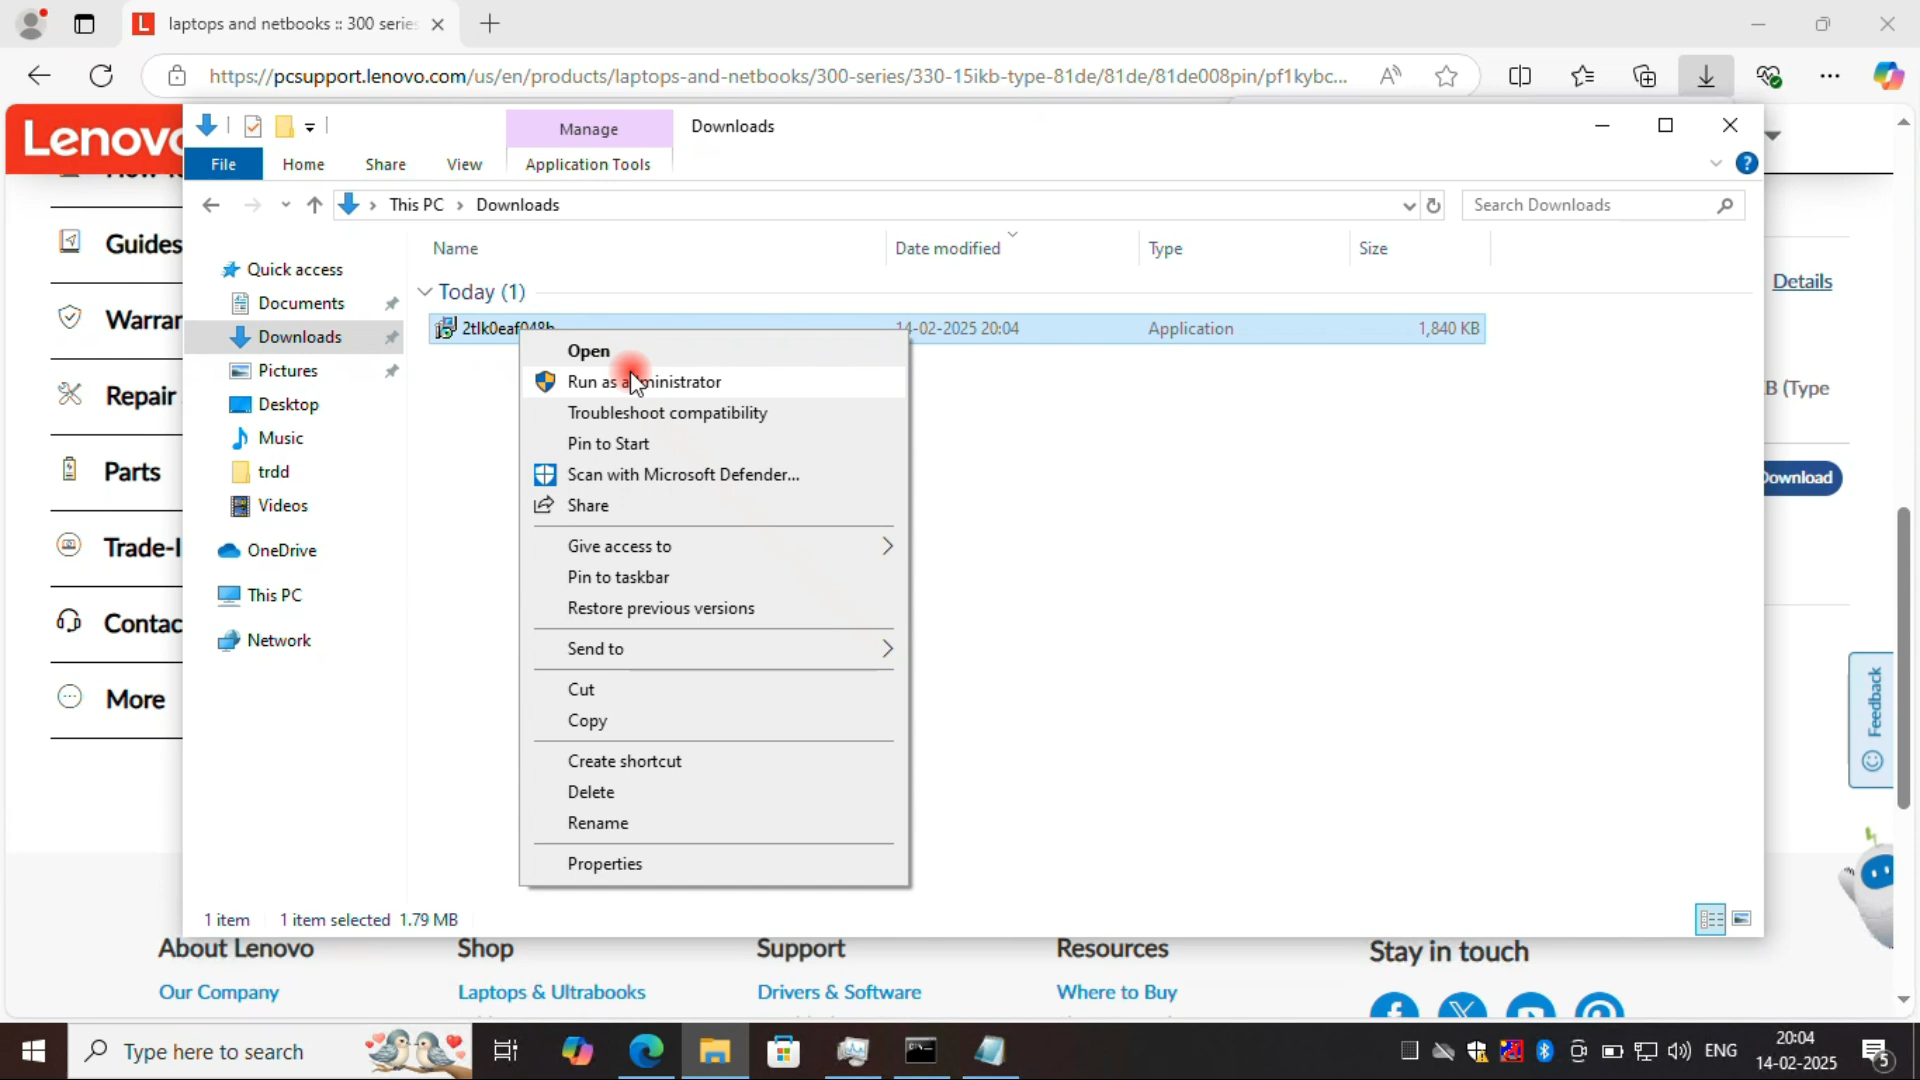 laptops and netbooks :: 300 serie
https://pcsupport.lenovo.com/us/en/products/laptops-and-netbooks/300-series/330-15ikb-type-81de/81de/81de008pin/pf1kybc...
Lenovo
Manage
Downloads
File
Home
Share
View
Application Tools
This PC
Downloads
Search Downloads
Guides
Repair
Parts
Trade-I
Contac
More
Quick access
Documents
Downloads
Pictures
Desktop
Music
trdd
Videos
OneDrive
This PC
Network
Name
Date modified
Type
Size
Today (1)
14-02-2025 20:04
Application
1,840 KB
Open
Run as administrator
Troubleshoot compatibility
Pin to Start
Scan with Microsoft Defender...
Share
Give access to
Pin to taskbar
Restore previous versions
Send to
Cut
Copy
Create shortcut
Delete
Rename
Properties
1 item
1 item selected 1.79 MB
Details
B (Type
Download
Feedback
About Lenovo
Shop
Support
Resources
Stay in touch
Our Company
Laptops & Ultrabooks
Drivers & Software
Where to Buy
Type here to search
ENG
20:04
14-02-2025
5